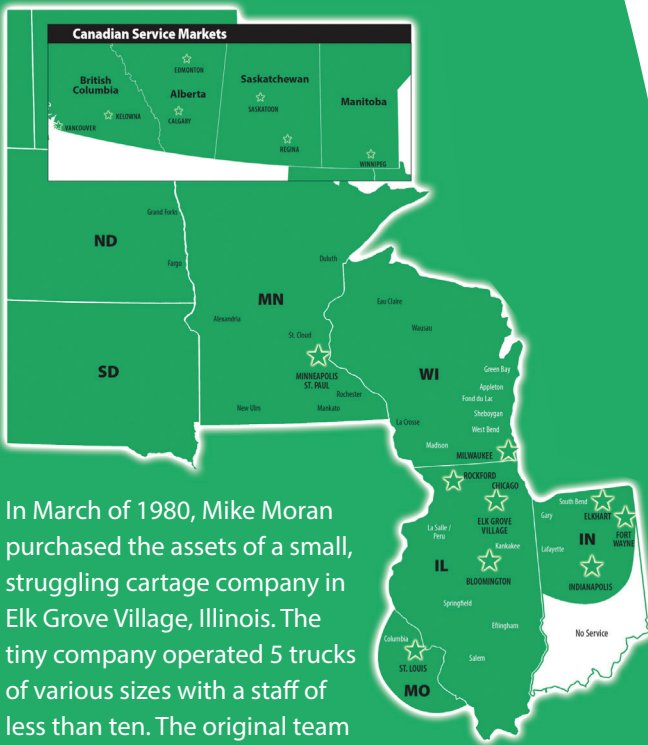 Canadian Service Markets
British
Columbia
Alberta
Saskatchewan
Manitoba
EDMONTON
KELOWNA
VANCOUVER
CALGARY
SASKATOON
REGINA
WINNIPEG
ND
Grand Forks
Fargo
SD
MN
Duluth
Alexandria
St. Cloud
MINNEAPOLIS
ST. PAUL
Rochester
New Ulm
Mankato
WI
Eau Claire
Wausau
Green Bay
Appleton
Fond du Lac
Sheboygan
West Bend
La Crosse
Madison
MILWAUKEE
ROCKFORD
CHICAGO
ELK GROVE
VILLAGE
La Salle /
Peru
Kankakee
IL
BLOOMINGTON
Springfield
Effingham
Salem
Columbia
ST. LOUIS
MO
South Bend
ELKHART
Gary
FORT
WAYNE
IN
Lafayette
INDIANAPOLIS
No Service
In March of 1980, Mike Moran
purchased the assets of a small,
struggling cartage company in
Elk Grove Village, Illinois. The
tiny company operated 5 trucks
of various sizes with a staff of
less than ten. The original team